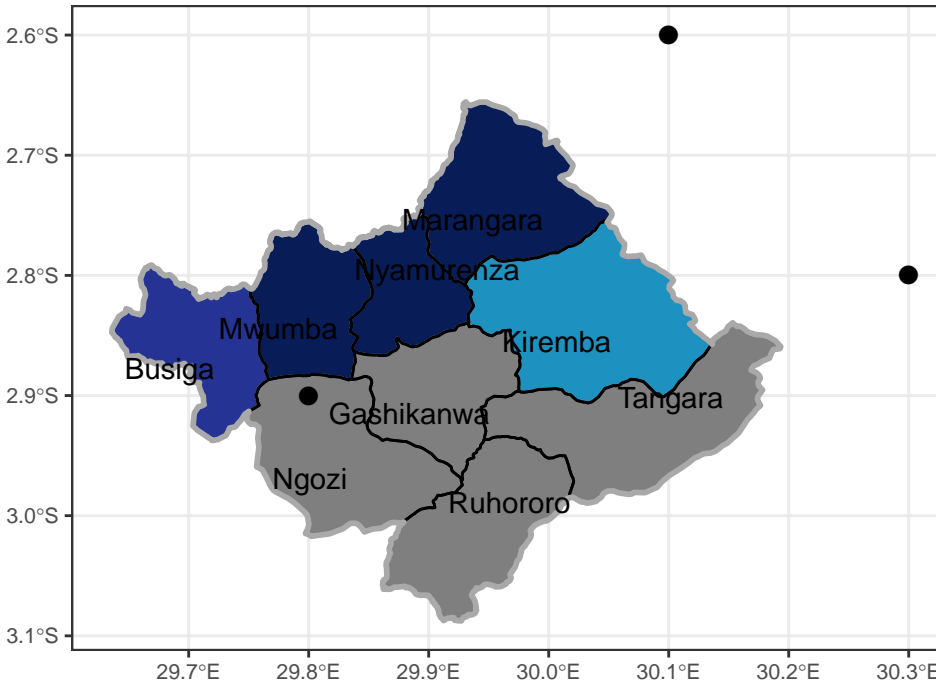 2.6°S
2.7°S
Marangara
Nyamurenza
2.8°S
Mwumba
Kiremba
Busiga
2.9°S
Tangara
Gashikanwa
Ngozi
Ruhororo
3.0°S
3.1°S
29.7°E 29.8°E 29.9°E 30.0°E 30.1°E 30.2°E 30.3°E